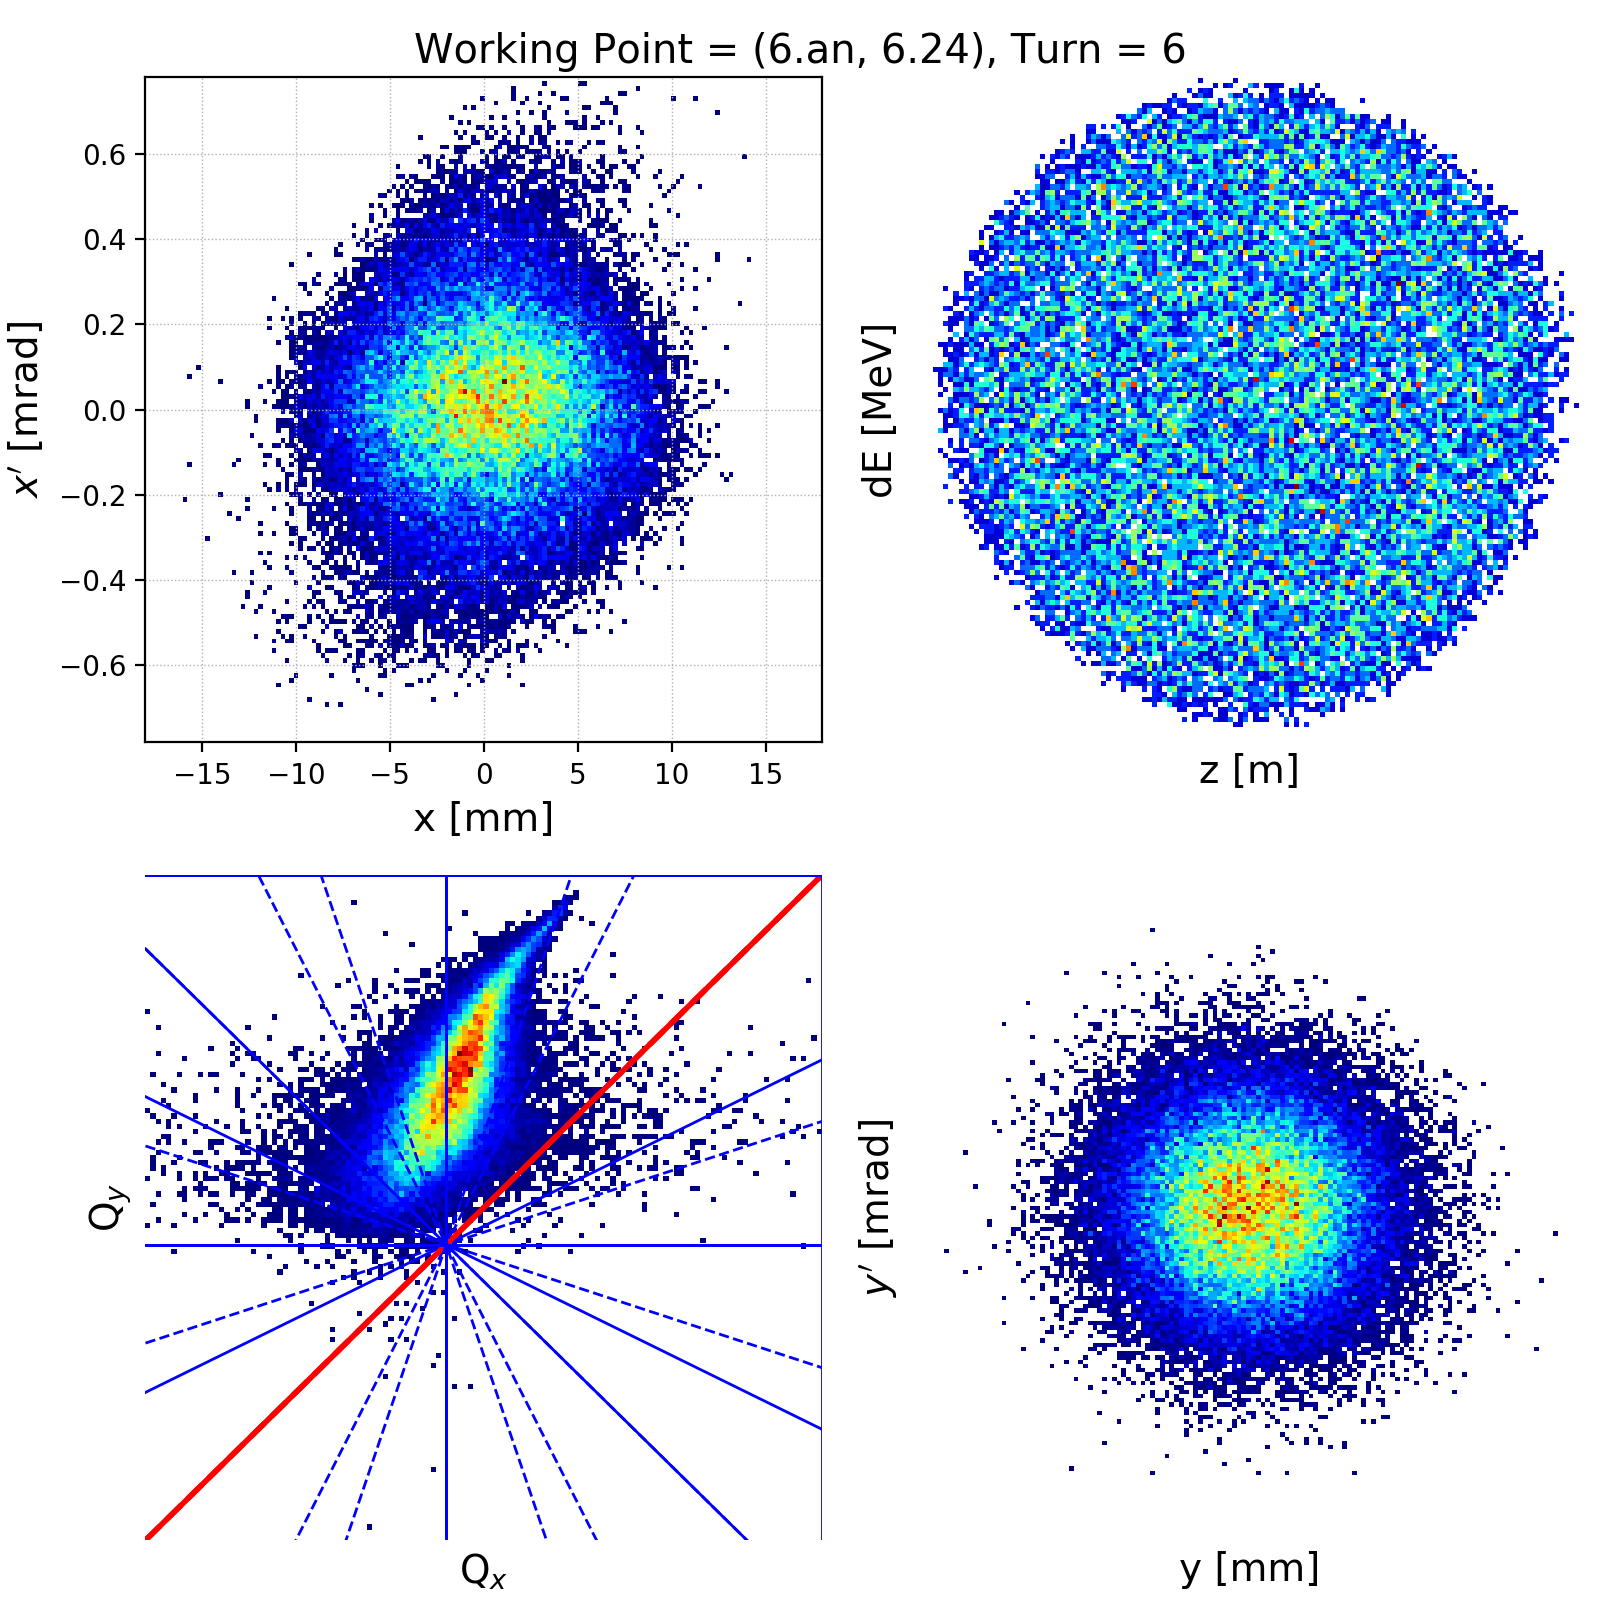 Working Point = (6.an, 6.24), Turn = 6
0.6
0.4
0.2
0.0
−0.2
−0.4
−0.6
x′ [mrad]
−15 −10 −5 0 5 10 15
x [mm]
dE [MeV]
z [m]
Qy
Qx
y′ [mrad]
y [mm]